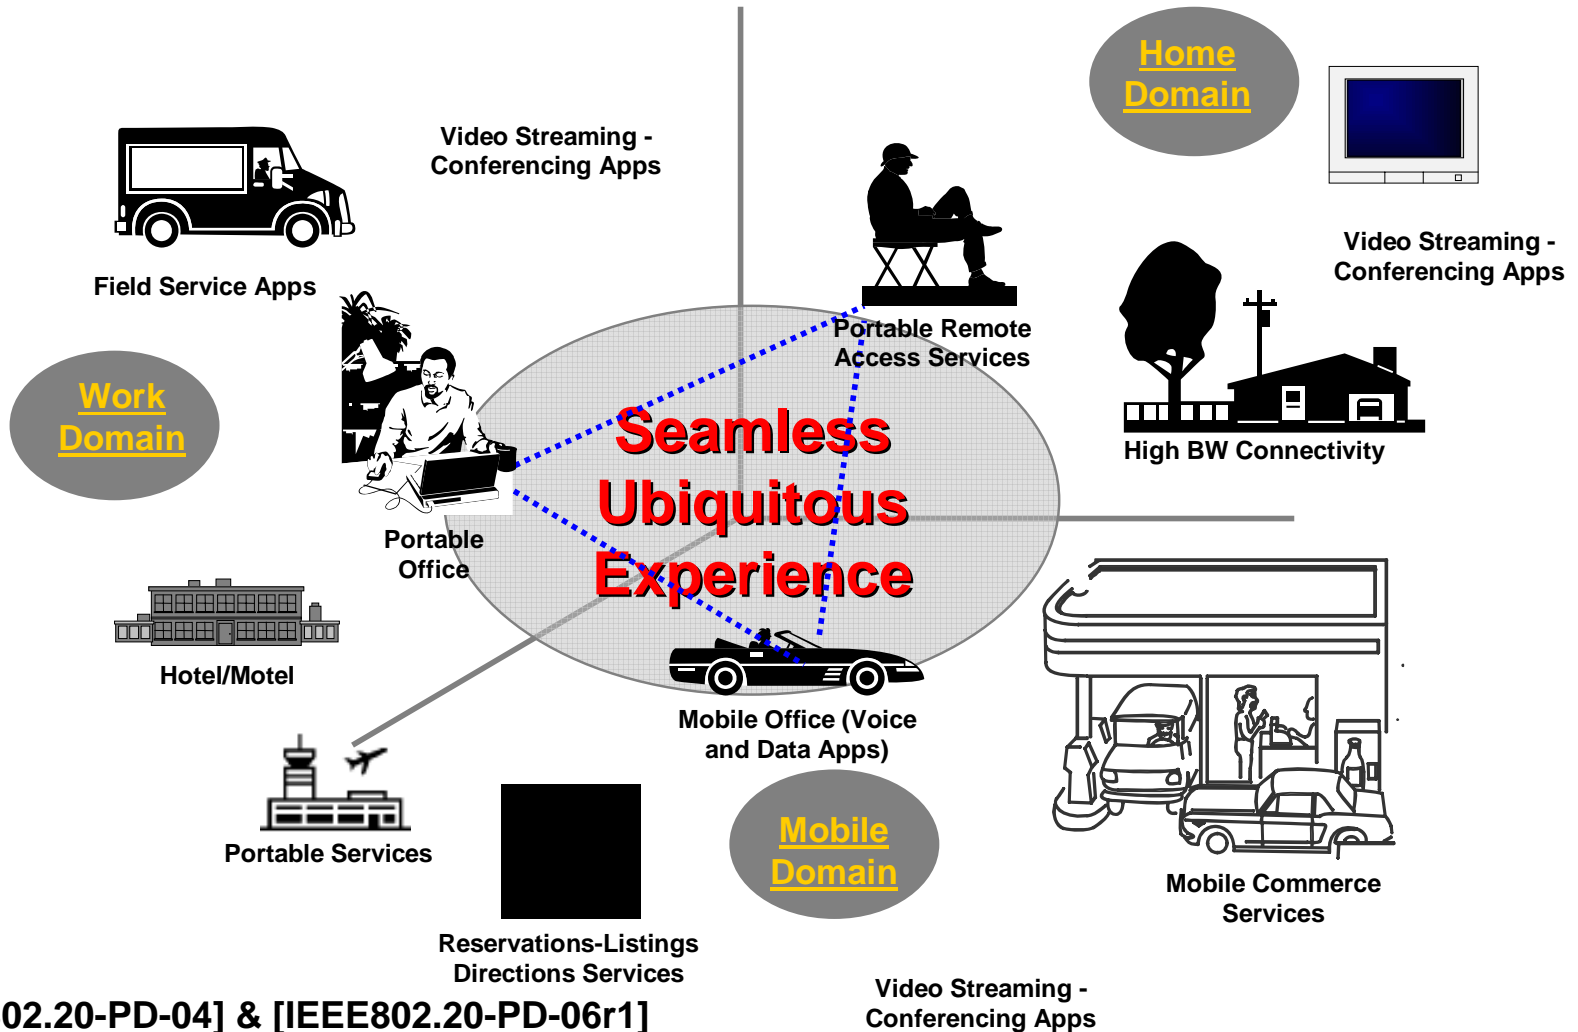 Home
Domain
Video Streaming -
Conferencing Apps
Video Streaming -
Conferencing Apps
Field Service Apps
Portable Remote
Access Services
Work
Domain
Seamless
Ubiquitous
Experience
High BW Connectivity
Portable
Office
Hotel/Motel
Mobile Office (Voice
and Data Apps)
Portable Services
Mobile
Domain
Mobile Commerce
Services
Reservations-Listings
Directions Services
Video Streaming -
Conferencing Apps
02.20-PD-04] & [IEEE802.20-PD-06r1]